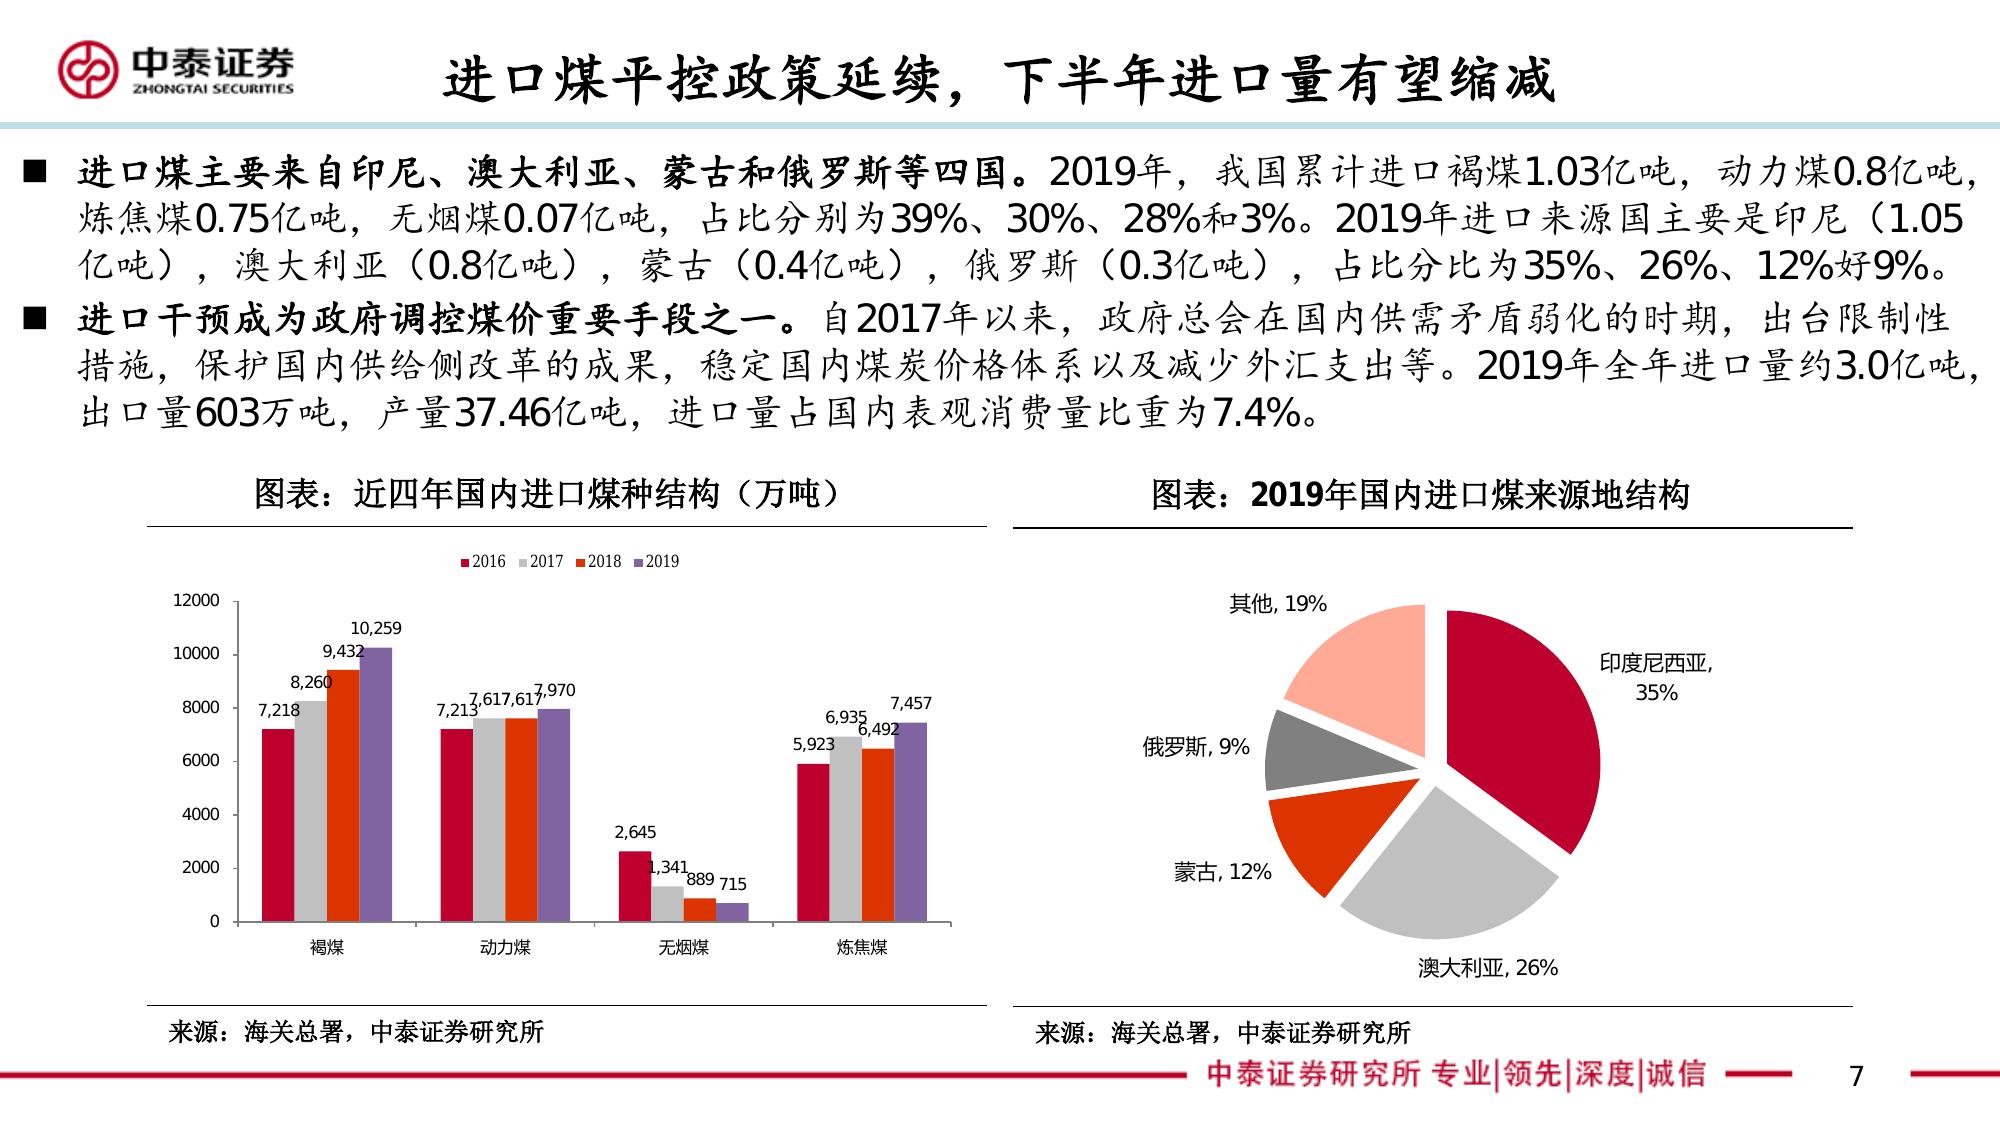 中泰证券
ZHONGTAI SECURITIES
进口煤平控政策延续，下半年进口量有望缩减
■ 进口煤主要来自印尼、澳大利亚、蒙古和俄罗斯等四国。2019年，我国累计进口褐煤1.03亿吨，动力煤0.8亿吨，
炼焦煤0.75亿吨，无烟煤0.07亿吨，占比分别为39%、30%、28%和3%。2019年进口来源国主要是印尼（1.05
亿吨），澳大利亚（0.8亿吨），蒙古（0.4亿吨），俄罗斯（0.3亿吨），占比分比为35%、26%、12%好9%。
■ 进口干预成为政府调控煤价重要手段之一。自2017年以来，政府总会在国内供需矛盾弱化的时期，出台限制性
措施，保护国内供给侧改革的成果，稳定国内煤炭价格体系以及减少外汇支出等。2019年全年进口量约3.0亿吨，
出口量603万吨，产量37.46亿吨，进口量占国内表观消费量比重为7.4%。
图表：近四年国内进口煤种结构（万吨）
2016 2017 2018 2019
12000
10000
8000
6000
4000
2000
0
7,218
8,260
9,432
10,259
7,213
7,617
7,617
7,970
2,645
1,341
889
715
5,923
6,935
6,492
7,457
褐煤 动力煤 无烟煤 炼焦煤
来源：海关总署，中泰证券研究所
图表：2019年国内进口煤来源地结构
其他, 19%
印度尼西亚,
35%
俄罗斯, 9%
蒙古, 12%
澳大利亚, 26%
来源：海关总署，中泰证券研究所
中泰证券研究所 专业|领先|深度|诚信
7